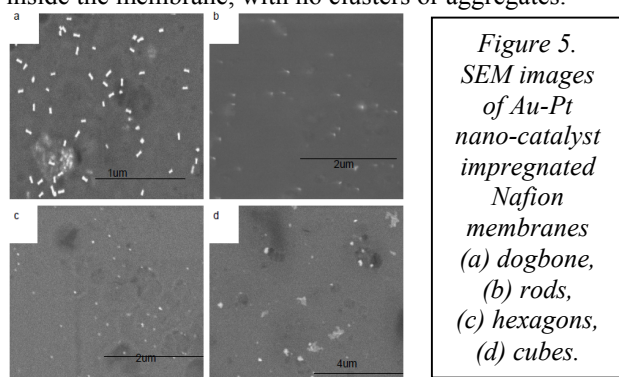 inside the membrane, with no clusters or aggregates.
a
b
1um
2um
c
d
2um
4um
Figure 5.
SEM images
of Au-Pt
nano-catalyst
impregnated
Nafion
membranes
(a) dogbone,
(b) rods,
(c) hexagons,
(d) cubes.